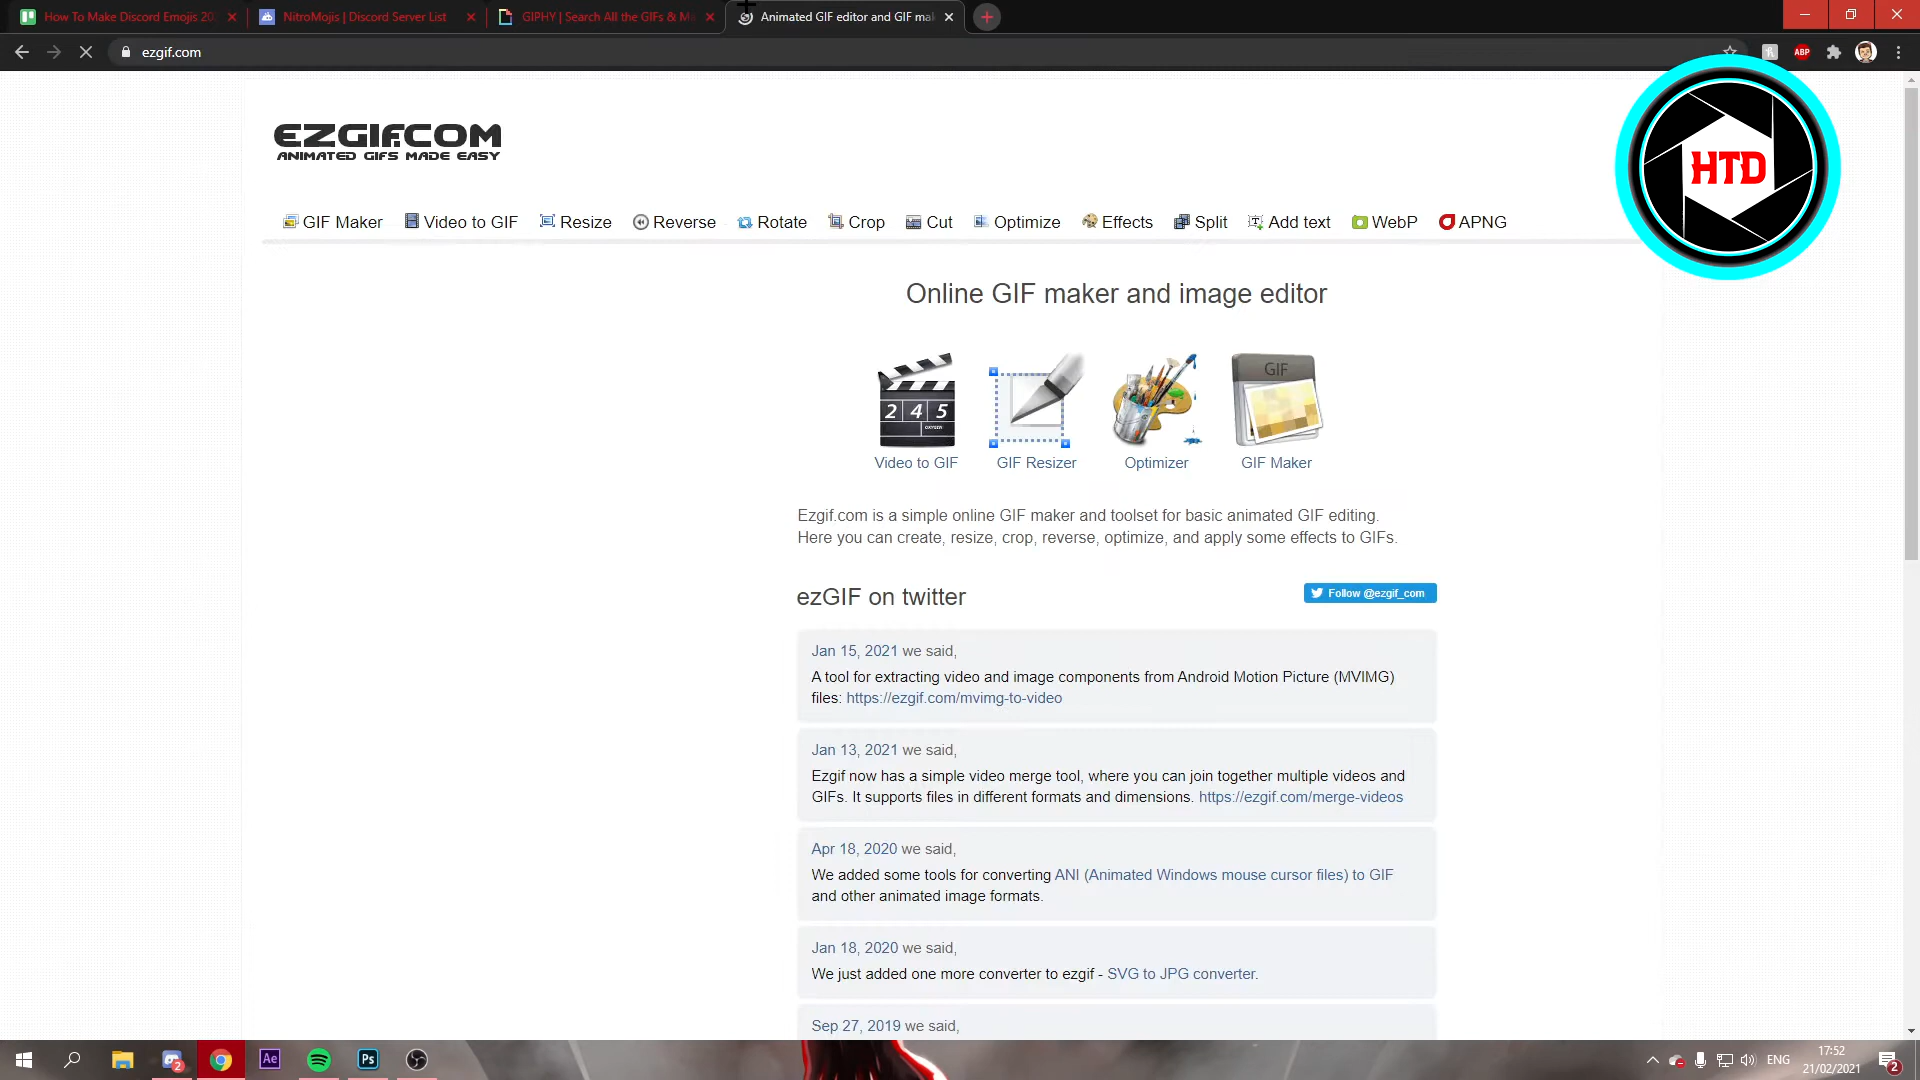 How To Make Discord Emojis 20
NitroMojis | Discord Server List
GIPHY | Search All the GIFs & M
Animated GIF editor and GIF mak
ezgif.com
ABP
EZGIF.COM
ANIMATED GIFS MADE EASY
HTD
GIF Maker
Video to GIF
Resize
Reverse
Rotate
Crop
Cut
Optimize
Effects
Split
Add text
WebP
APNG
Online GIF maker and image editor
2 4 5
GIF
Video to GIF
GIF Resizer
Optimizer
GIF Maker
Ezgif.com is a simple online GIF maker and toolset for basic animated GIF editing.
Here you can create, resize, crop, reverse, optimize, and apply some effects to GIFs.
ezGIF on twitter
Follow @ezgif_com
Jan 15, 2021 we said,
A tool for extracting video and image components from Android Motion Picture (MVIMG)
files: https://ezgif.com/mvimg-to-video
Jan 13, 2021 we said,
Ezgif now has a simple video merge tool, where you can join together multiple videos and
GIFs. It supports files in different formats and dimensions. https://ezgif.com/merge-videos
Apr 18, 2020 we said,
We added some tools for converting ANI (Animated Windows mouse cursor files) to GIF
and other animated image formats.
Jan 18, 2020 we said,
We just added one more converter to ezgif - SVG to JPG converter.
Sep 27, 2019 we said,
2
Ae
Ps
ENG
17:52
21/02/2021
2